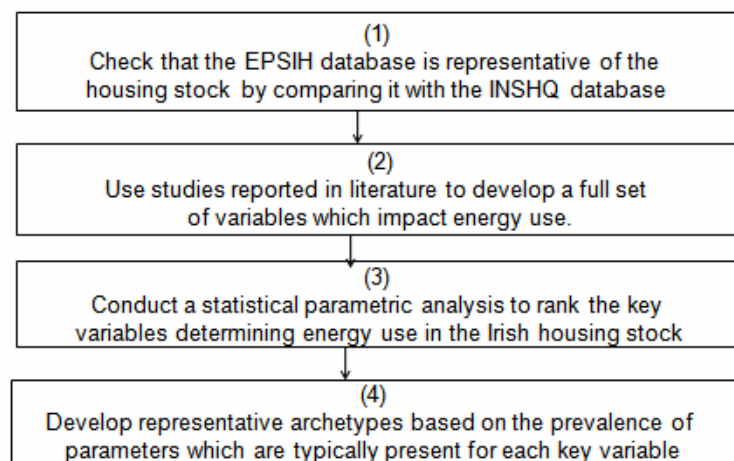 (1)
Check that the EPSIH database is representative of the
housing stock by comparing it with the INSHQ database
(2)
Use studies reported in literature to develop a full set
of variables which impact energy use.
(3)
Conduct a statistical parametric analysis to rank the key
variables determining energy use in the Irish housing stock
(4)
Develop representative archetypes based on the prevalence of
parameters which are typically present for each key variable